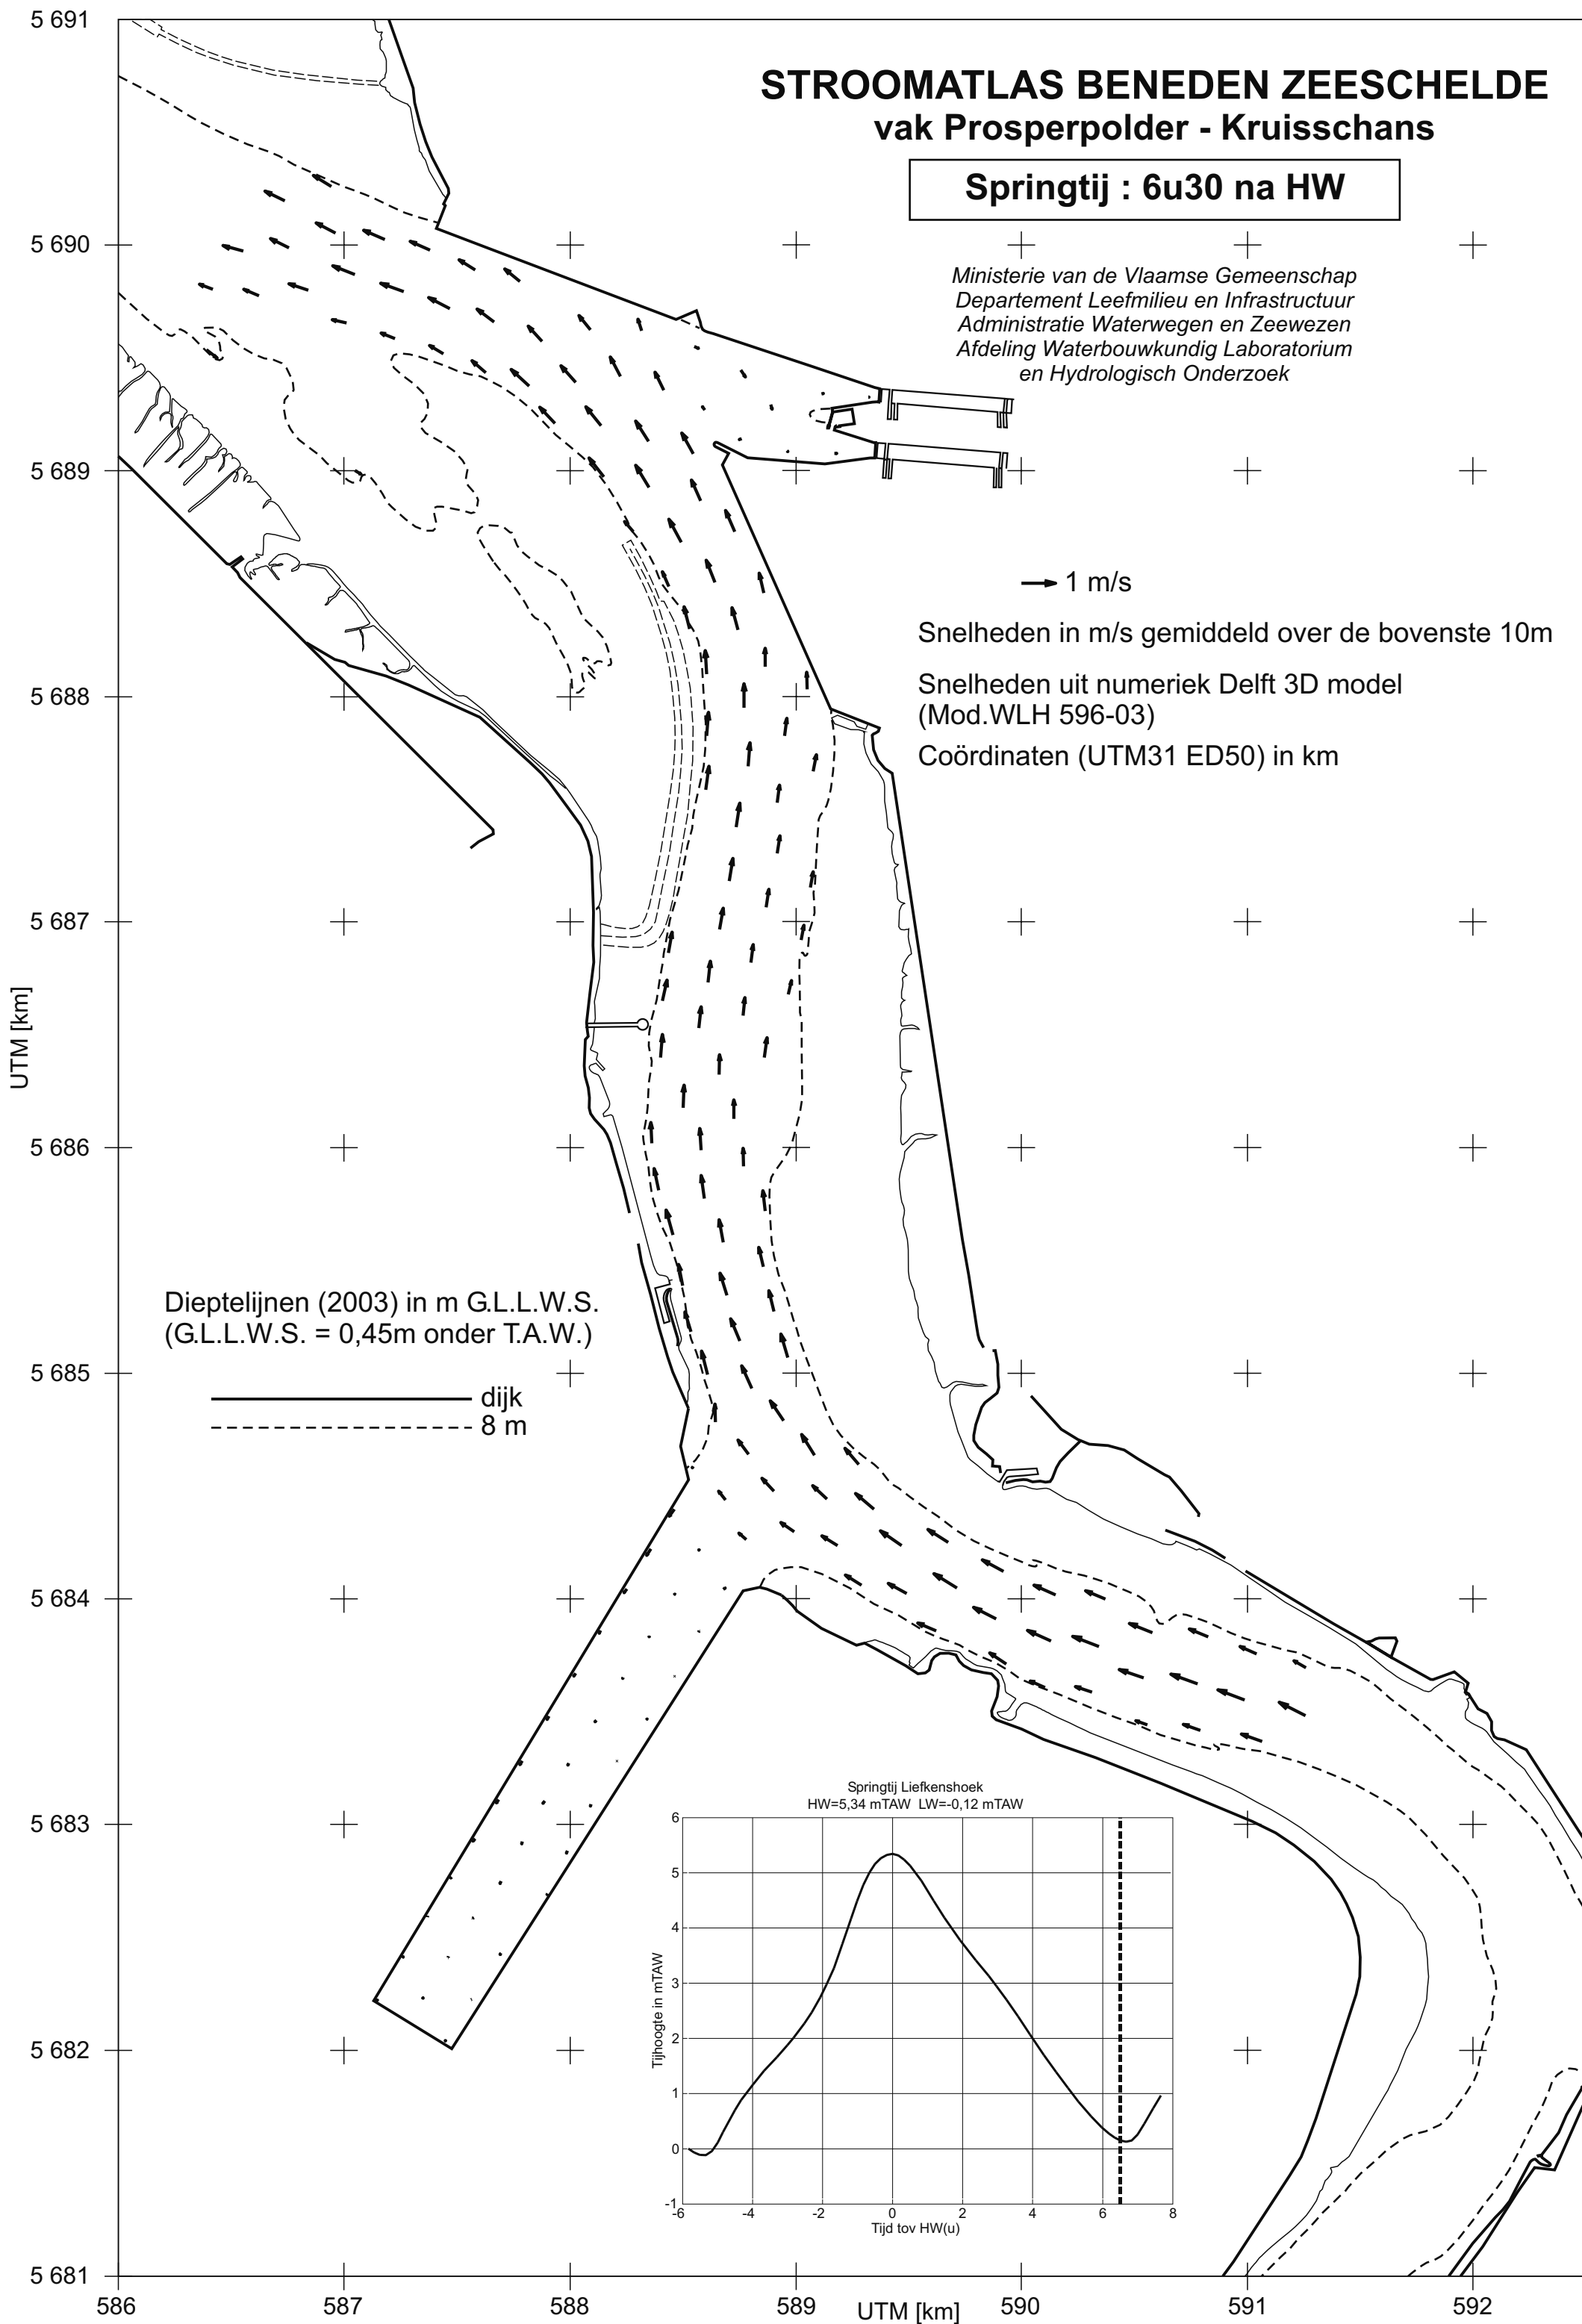 STROOMATLAS BENEDEN ZEESCHELDE
vak Prosperpolder - Kruisschans
Springtij : 6u30 na HW
Ministerie van de Vlaamse Gemeenschap
Departement Leefmilieu en Infrastructuur
Administratie Waterwegen en Zeewezen
Afdeling Waterbouwkundig Laboratorium
en Hydrologisch Onderzoek
1 m/s
Snelheden in m/s gemiddeld over de bovenste 10m
Snelheden uit numeriek Delft 3D model
(Mod.WLH 596-03)
Coördinaten (UTM31 ED50) in km
Dieptelijnen (2003) in m G.L.L.W.S.
(G.L.L.W.S. = 0,45m onder T.A.W.)
dijk
8 m
5 691
5 690
5 689
5 688
5 687
5 686
5 685
5 684
5 683
5 682
5 681
UTM [km]
586 587 588 589 590 591 592
UTM [km]
Springtij Liefkenshoek
HW=5,34 mTAW LW=-0,12 mTAW
6
5
4
3
2
1
0
-1
Tijhoogte in mTAW
-6 -4 -2 0 2 4 6 8
Tijd tov HW(u)